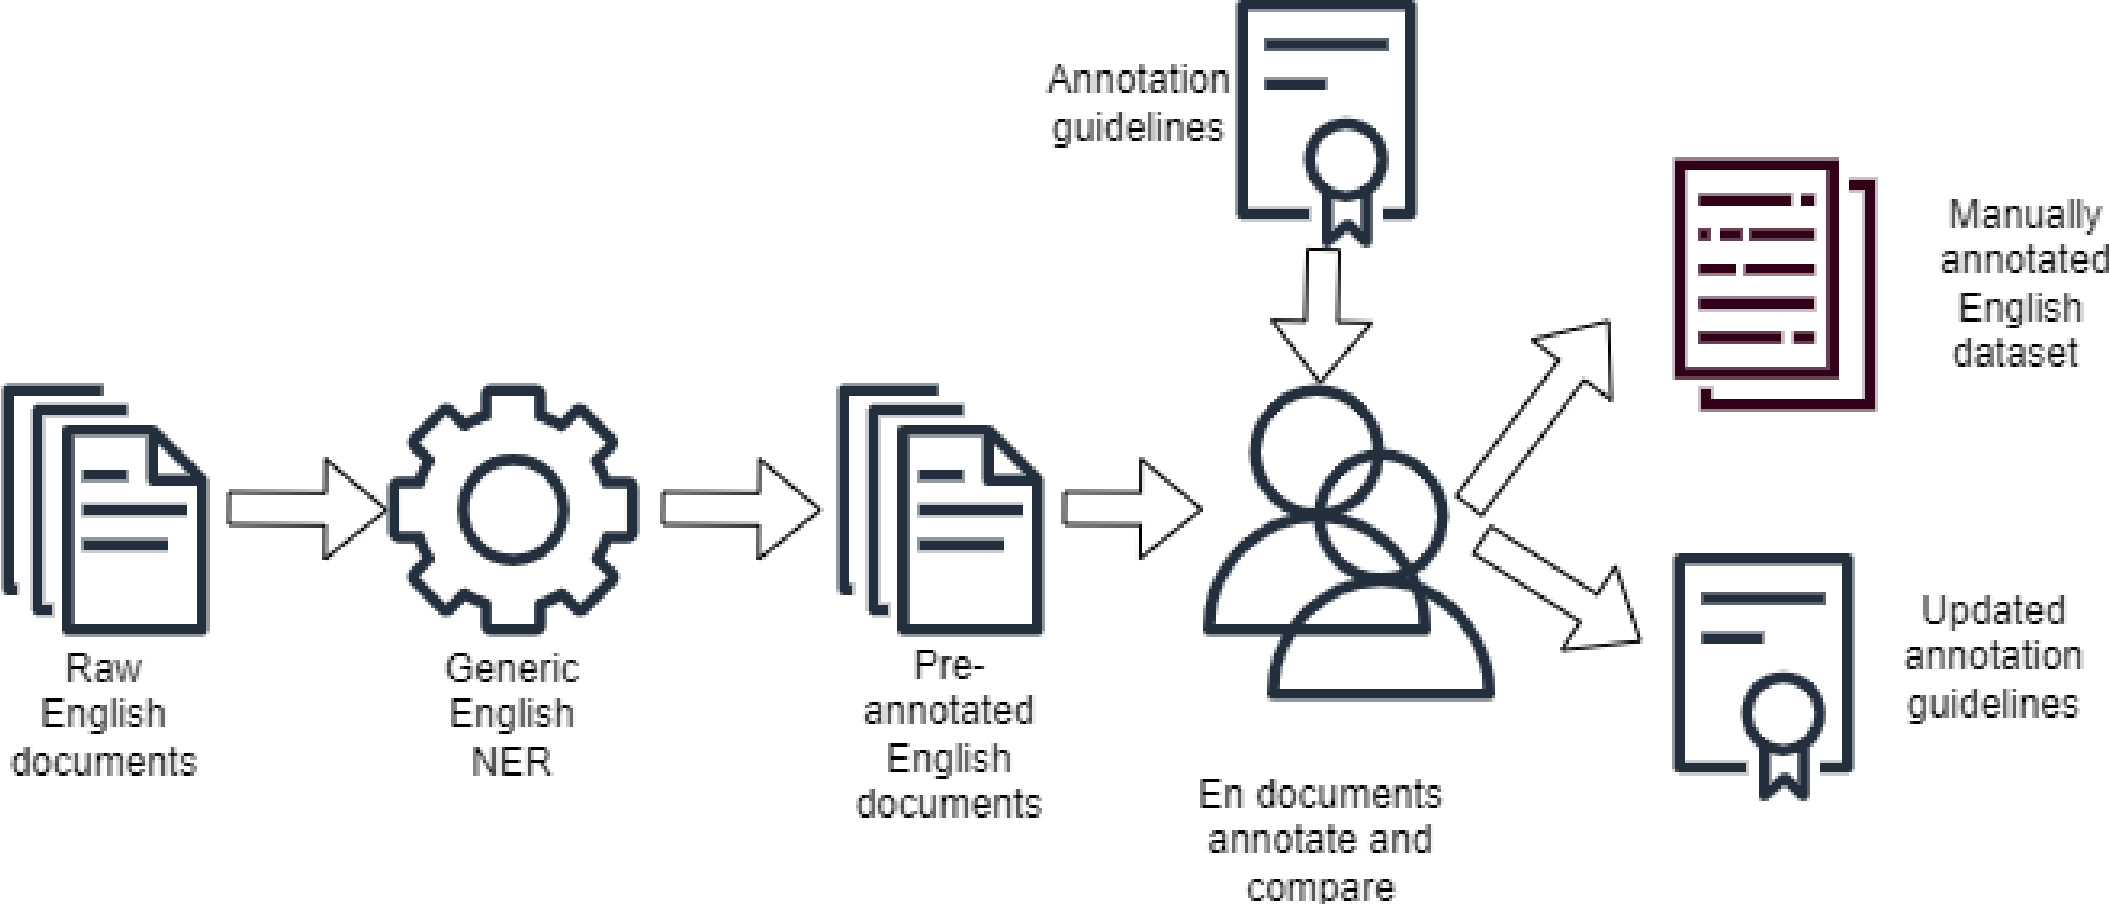 Annotation
guidelines
Manually
annotated
English
dataset
Raw
English
documents
Generic
English
NER
Pre-
annotated
English
documents
En documents
annotate and
compare
Updated
annotation
guidelines